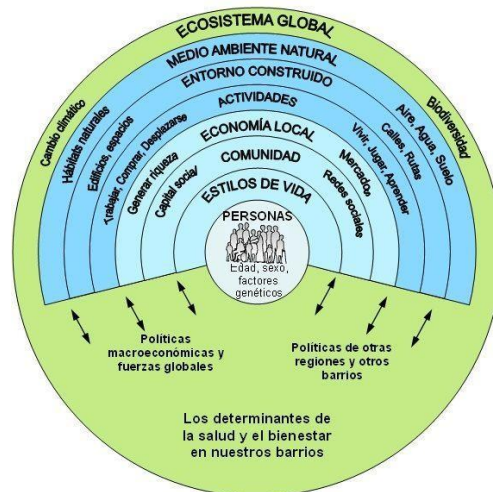 ECOSISTEMA GLOBAL
MEDIO AMBIENTE NATURAL
ENTORNO CONSTRUIDO
ACTIVIDADES
ECONOMÍA LOCAL
COMUNIDAD
ESTILOS DE VIDA
PERSONAS
Edad, sexo,
factores
genéticos
Cambio climático
Hábitats naturales
Edificios, espacios
Trabajar, Comprar, Desplazarse
Generar riqueza
Capital social
Biodiversidad
Aire, Agua, Suelo
Calles, Rutas
Vivir, Jugar, Aprender
Mercados
Redes sociales
Políticas
macroeconómicas y
fuerzas globales
Políticas de otras
regiones y otros
barrios
Los determinantes de
la salud y el bienestar
en nuestros barrios